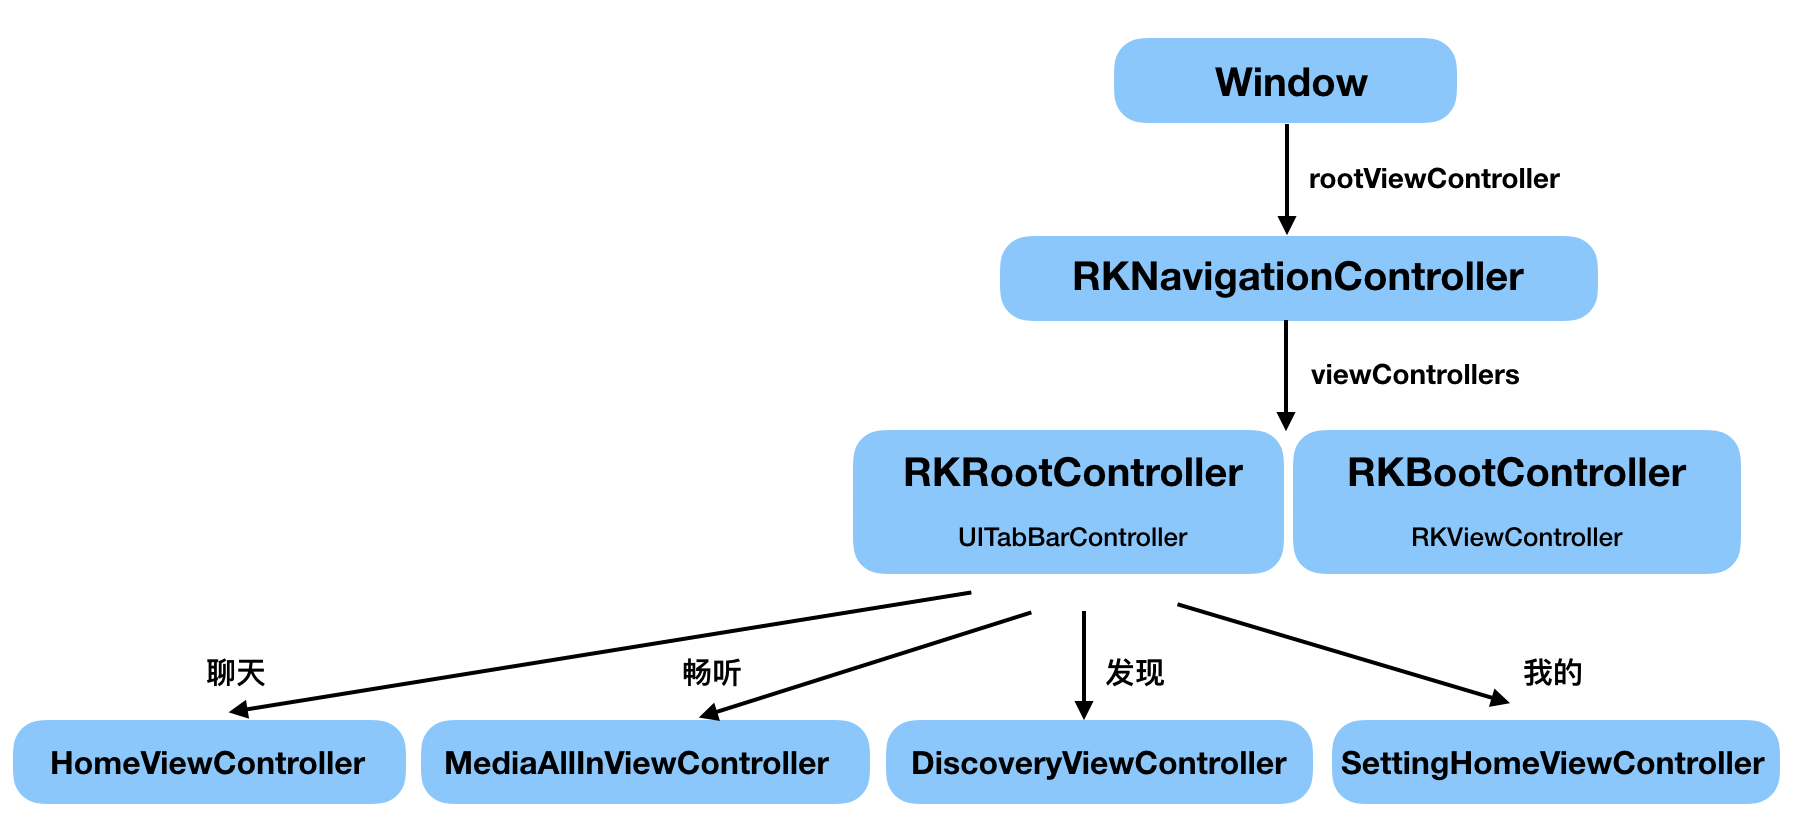 Window
rootViewController
RKNavigationController
viewControllers
RKRootController
UITabBarController
RKBootController
RKViewController
聊天
畅听
发现
我的
HomeViewController
MediaAllInViewController
DiscoveryViewController
SettingHomeViewController